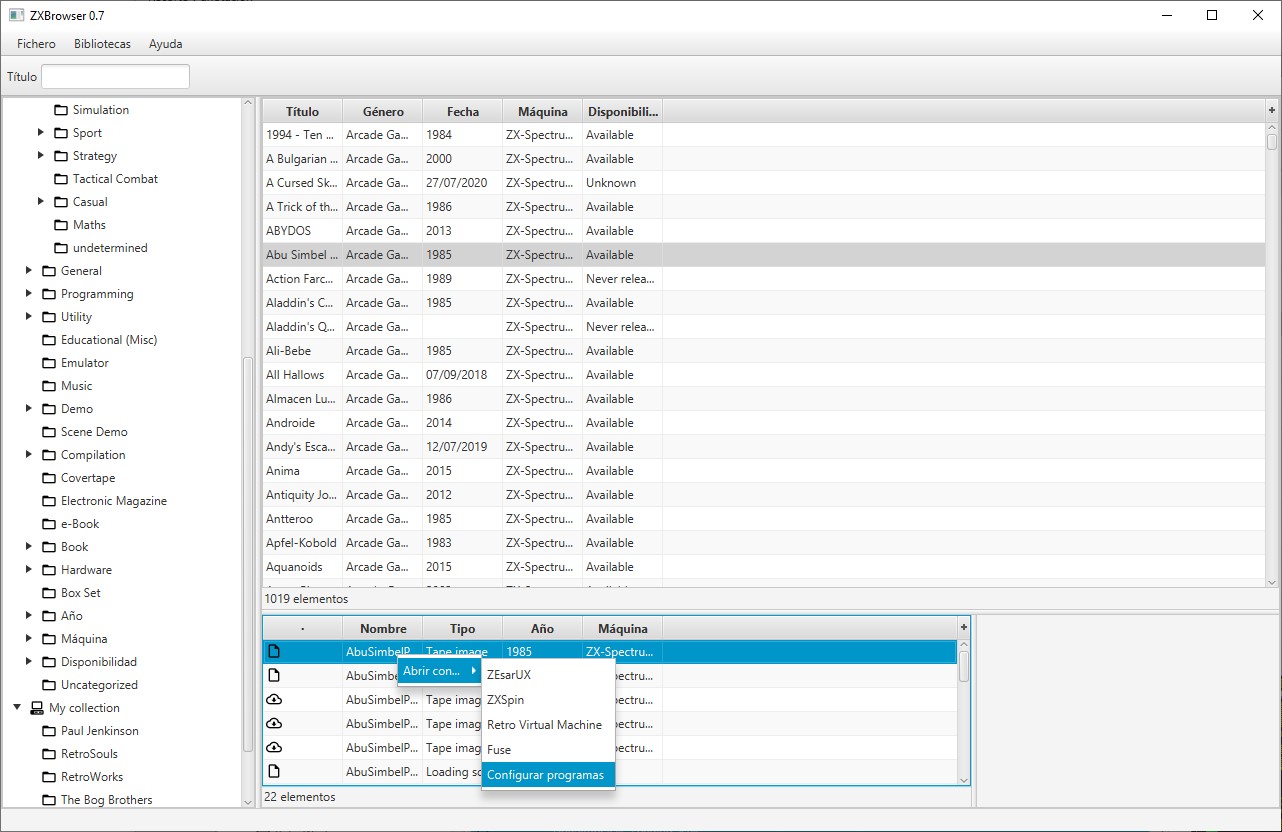 ZXBrowser 0.7
Fichero Bibliotecas Ayuda
Título
Simulation
Sport
Strategy
Tactical Combat
Casual
Maths
undetermined
General
Programming
Utility
Educational (Misc)
Emulator
Music
Demo
Scene Demo
Compilation
Covertape
Electronic Magazine
e-Book
Book
Hardware
Box Set
Año
Máquina
Disponibilidad
Uncategorized
My collection
Paul Jenkinson
RetroSouls
RetroWorks
The Bog Brothers
Título Género Fecha Máquina Disponibili... +
1994 - Ten ... Arcade Ga... 1984 ZX-Spectru... Available
A Bulgarian ... Arcade Ga... 2000 ZX-Spectru... Available
A Cursed Sk... Arcade Ga... 27/07/2020 ZX-Spectru... Unknown
A Trick of th... Arcade Ga... 1986 ZX-Spectru... Available
ABYDOS Arcade Ga... 2013 ZX-Spectru... Available
Abu Simbel ... Arcade Ga... 1985 ZX-Spectru... Available
Action Farc... Arcade Ga... 1989 ZX-Spectru... Never relea...
Aladdin's C... Arcade Ga... 1985 ZX-Spectru... Available
Aladdin's Q... Arcade Ga... ZX-Spectru... Never relea...
Ali-Bebe Arcade Ga... 1985 ZX-Spectru... Available
All Hallows Arcade Ga... 07/09/2018 ZX-Spectru... Available
Almacen Lu... Arcade Ga... 1986 ZX-Spectru... Available
Androide Arcade Ga... 2014 ZX-Spectru... Available
Andy's Esca... Arcade Ga... 12/07/2019 ZX-Spectru... Available
Anima Arcade Ga... 2015 ZX-Spectru... Available
Antiquity Jo... Arcade Ga... 2012 ZX-Spectru... Available
Antteroo Arcade Ga... 1985 ZX-Spectru... Available
Apfel-Kobold Arcade Ga... 1983 ZX-Spectru... Available
Aquanoids Arcade Ga... 2015 ZX-Spectru... Available
1019 elementos
. Nombre Tipo Año Máquina +
AbuSimbelP... Tape image 1985 ZX-Spectru...
AbuSimbe
AbuSimbelP... Tape imag pectru...
AbuSimbelP... Tape imag pectru...
AbuSimbelP... Tape imag pectru...
AbuSimbelP... Loading sc
Abrir con...
ZEsarUX
ZXSpin
Retro Virtual Machine
Fuse
Configurar programas
22 elementos